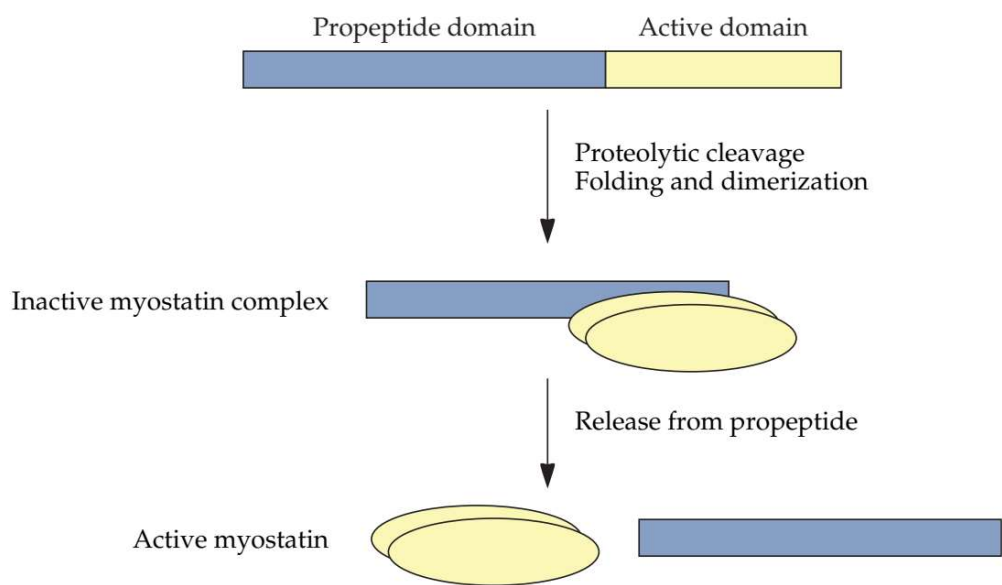 Propeptide domain
Active domain
Proteolytic cleavage
Folding and dimerization
Inactive myostatin complex
Release from propeptide
Active myostatin